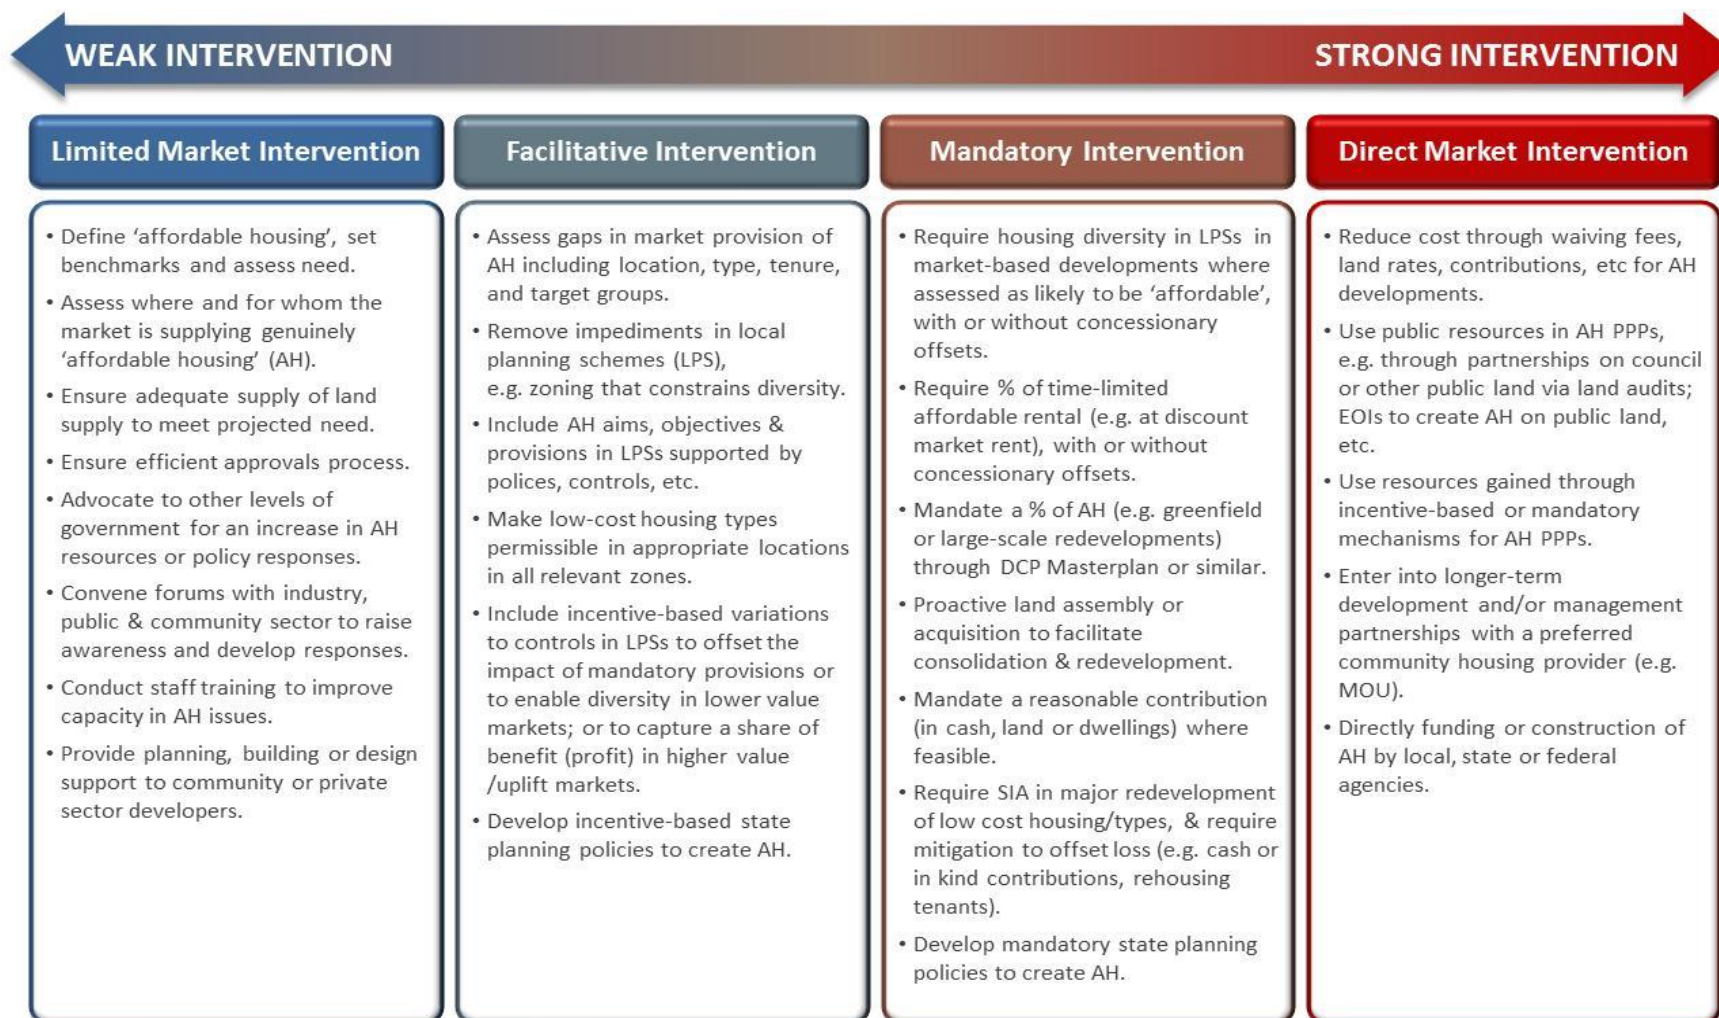 WEAK INTERVENTION
STRONG INTERVENTION
Limited Market Intervention
• Define ‘affordable housing’, set
benchmarks and assess need.
• Assess where and for whom the
market is supplying genuinely
‘affordable housing’ (AH).
• Ensure adequate supply of land
supply to meet projected need.
• Ensure efficient approvals process.
• Advocate to other levels of
government for an increase in AH
resources or policy responses.
• Convene forums with industry,
public & community sector to raise
awareness and develop responses.
• Conduct staff training to improve
capacity in AH issues.
• Provide planning, building or design
support to community or private
sector developers.
Facilitative Intervention
• Assess gaps in market provision of
AH including location, type, tenure,
and target groups.
• Remove impediments in local
planning schemes (LPS),
e.g. zoning that constrains diversity.
• Include AH aims, objectives &
provisions in LPSs supported by
polices, controls, etc.
• Make low-cost housing types
permissible in appropriate locations
in all relevant zones.
• Include incentive-based variations
to controls in LPSs to offset the
impact of mandatory provisions or
to enable diversity in lower value
markets; or to capture a share of
benefit (profit) in higher value
/uplift markets.
• Develop incentive-based state
planning policies to create AH.
Mandatory Intervention
• Require housing diversity in LPSs in
market-based developments where
assessed as likely to be ‘affordable’,
with or without concessionary
offsets.
• Require % of time-limited
affordable rental (e.g. at discount
market rent), with or without
concessionary offsets.
• Mandate a % of AH (e.g. greenfield
or large-scale redevelopments)
through DCP Masterplan or similar.
• Proactive land assembly or
acquisition to facilitate
consolidation & redevelopment.
• Mandate a reasonable contribution
(in cash, land or dwellings) where
feasible.
• Require SIA in major redevelopment
of low cost housing/types, & require
mitigation to offset loss (e.g. cash or
in kind contributions, rehousing
tenants).
• Develop mandatory state planning
policies to create AH.
Direct Market Intervention
• Reduce cost through waiving fees,
land rates, contributions, etc for AH
developments.
• Use public resources in AH PPPs,
e.g. through partnerships on council
or other public land via land audits;
EOIs to create AH on public land,
etc.
• Use resources gained through
incentive-based or mandatory
mechanisms for AH PPPs.
• Enter into longer-term
development and/or management
partnerships with a preferred
community housing provider (e.g.
MOU).
• Directly funding or construction of
AH by local, state or federal
agencies.